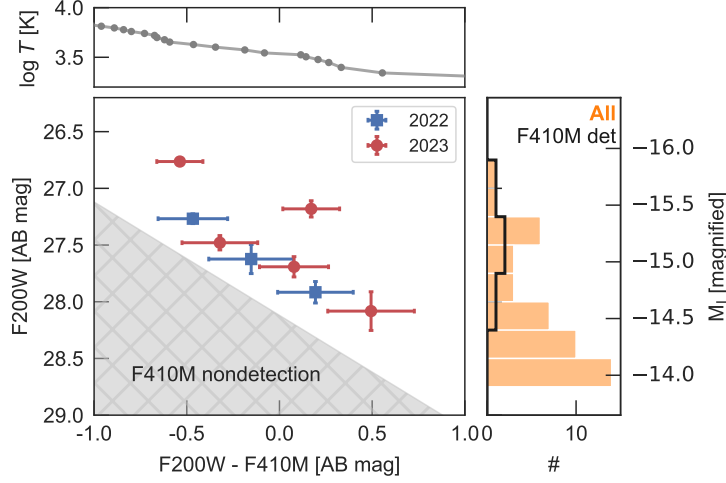 4.0
3.5
log T [K]
26.5
27.0
27.5
28.0
28.5
29.0
F200W [AB mag]
2022
2023
F410M nondetection
-1.0 -0.5 0.0 0.5 1.0
F200W - F410M [AB mag]
All
F410M det
−16.0
−15.5
−15.0
−14.5
−14.0
M_I [magnified]
0 10
#